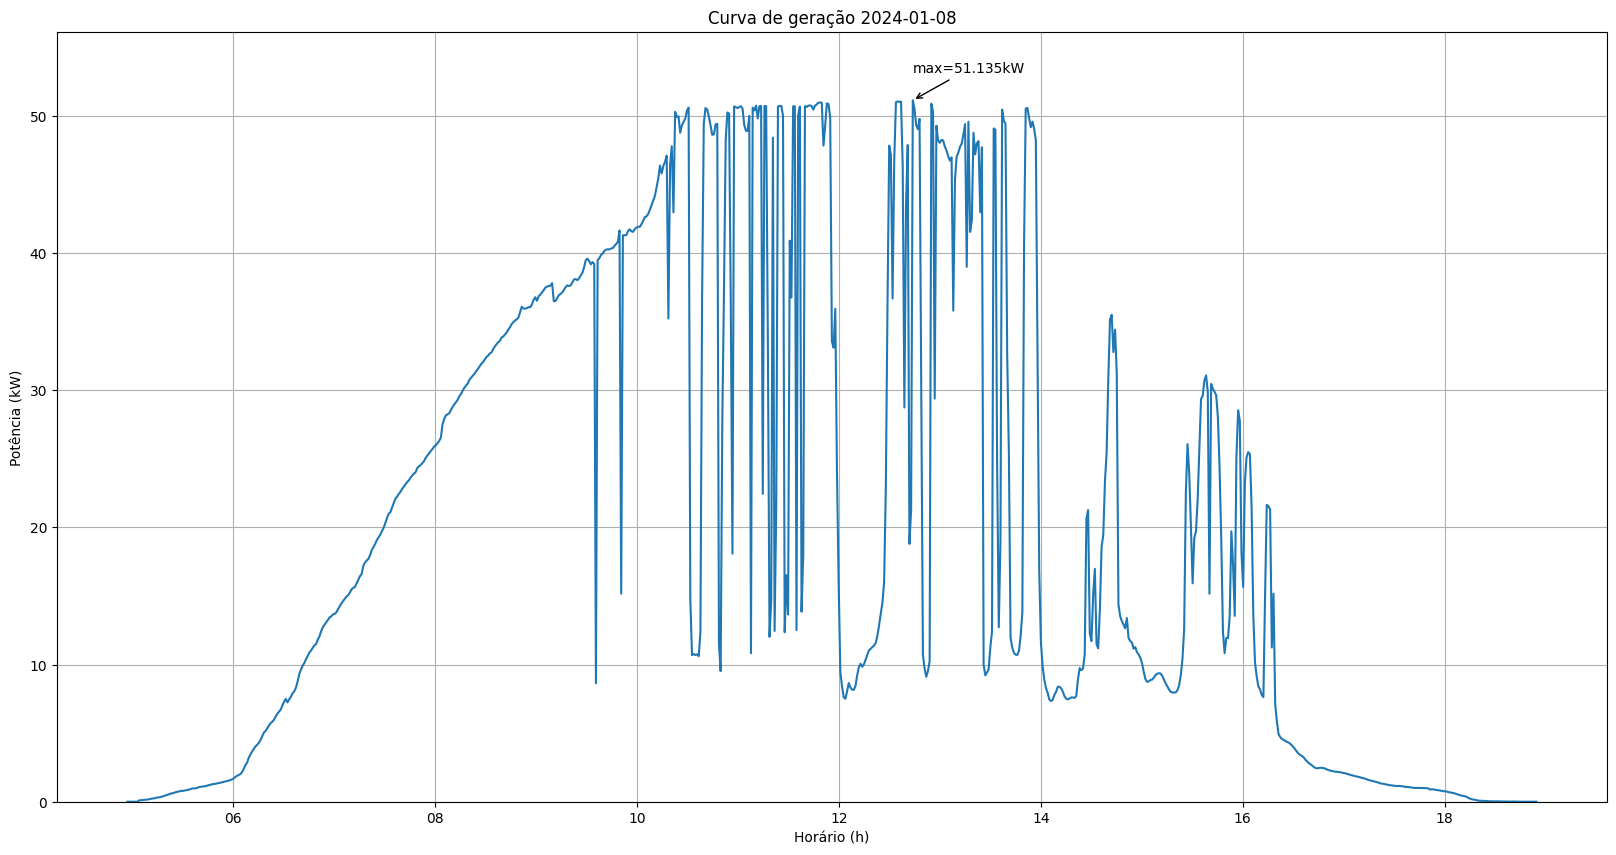 Curva de geração 2024-01-08
max=51.135kW
Potência (kW)
50
40
30
20
10
0
06 08 10 12 14 16 18
Horário (h)